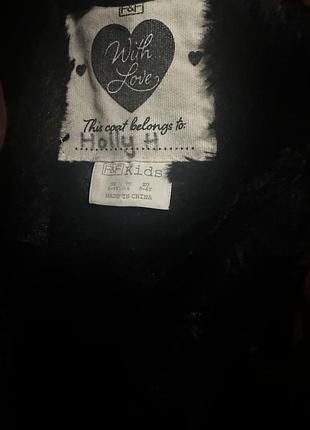 F&F
With
Love
This coat belongs to:
Holly H
F&F Kids
MADE IN CHINA